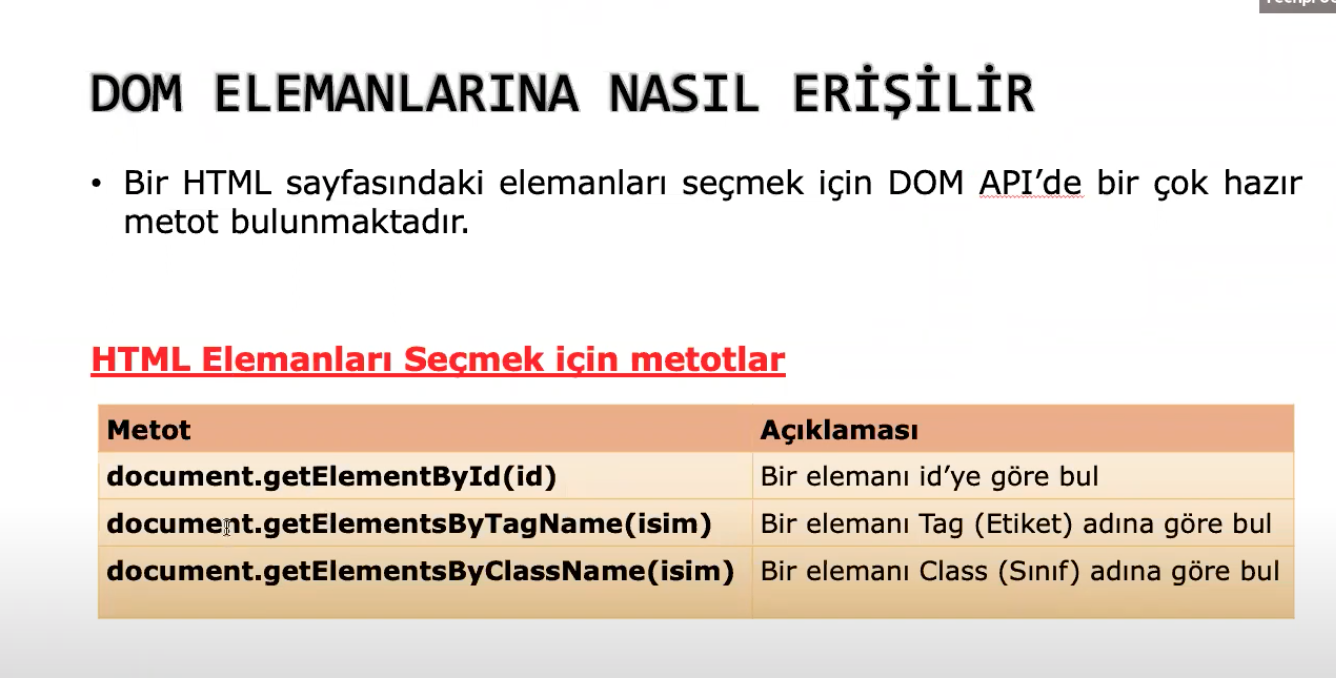 DOM ELEMANLARINA NASIL ERİŞİLİR
• Bir HTML sayfasındaki elemanları seçmek için DOM API’de bir çok hazır
metot bulunmaktadır.
HTML Elemanları Seçmek için metotlar
Metot Açıklaması
document.getElementById(id) Bir elemanı id’ye göre bul
document.getElementsByTagName(isim) Bir elemanı Tag (Etiket) adına göre bul
document.getElementsByClassName(isim) Bir elemanı Class (Sınıf) adına göre bul